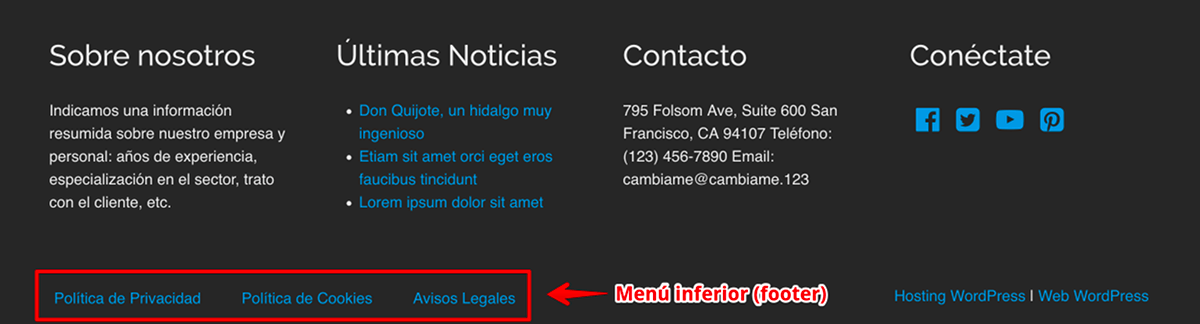 Sobre nosotros
Indicamos una información
resumida sobre nuestro empresa y
personal: años de experiencia,
especialización en el sector, trato
con el cliente, etc.
Últimas Noticias
Don Quijote, un hidalgo muy
ingenioso
Etiam sit amet orci eget eros
faucibus tincidunt
Lorem ipsum dolor sit amet
Contacto
795 Folsom Ave, Suite 600 San
Francisco, CA 94107 Teléfono:
(123) 456-7890 Email:
cambiame@cambiame.123
Conéctate
Política de Privacidad
Política de Cookies
Avisos Legales
Menú inferior (footer)
Hosting WordPress | Web WordPress